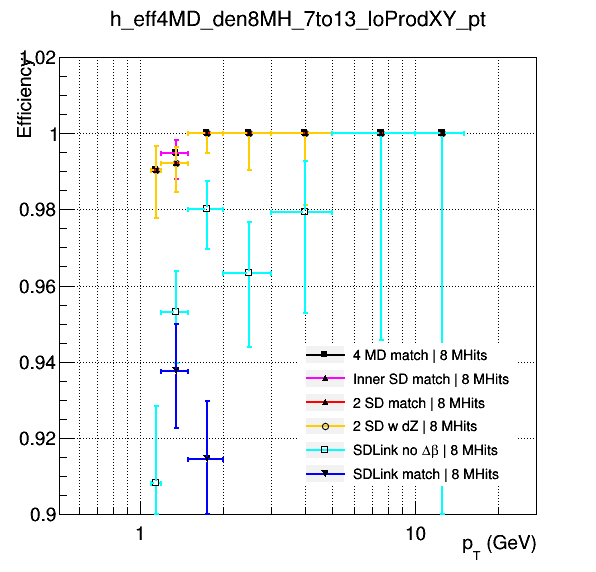 h_eff4MD_den8MH_7to13_loProdXY_pt
Efficiency
1.02
1
0.98
0.96
0.94
0.92
0.9
4 MD match | 8 MHits
Inner SD match | 8 MHits
2 SD match | 8 MHits
2 SD w dZ | 8 MHits
SDLink no Δβ | 8 MHits
SDLink match | 8 MHits
1
10
p_T (GeV)